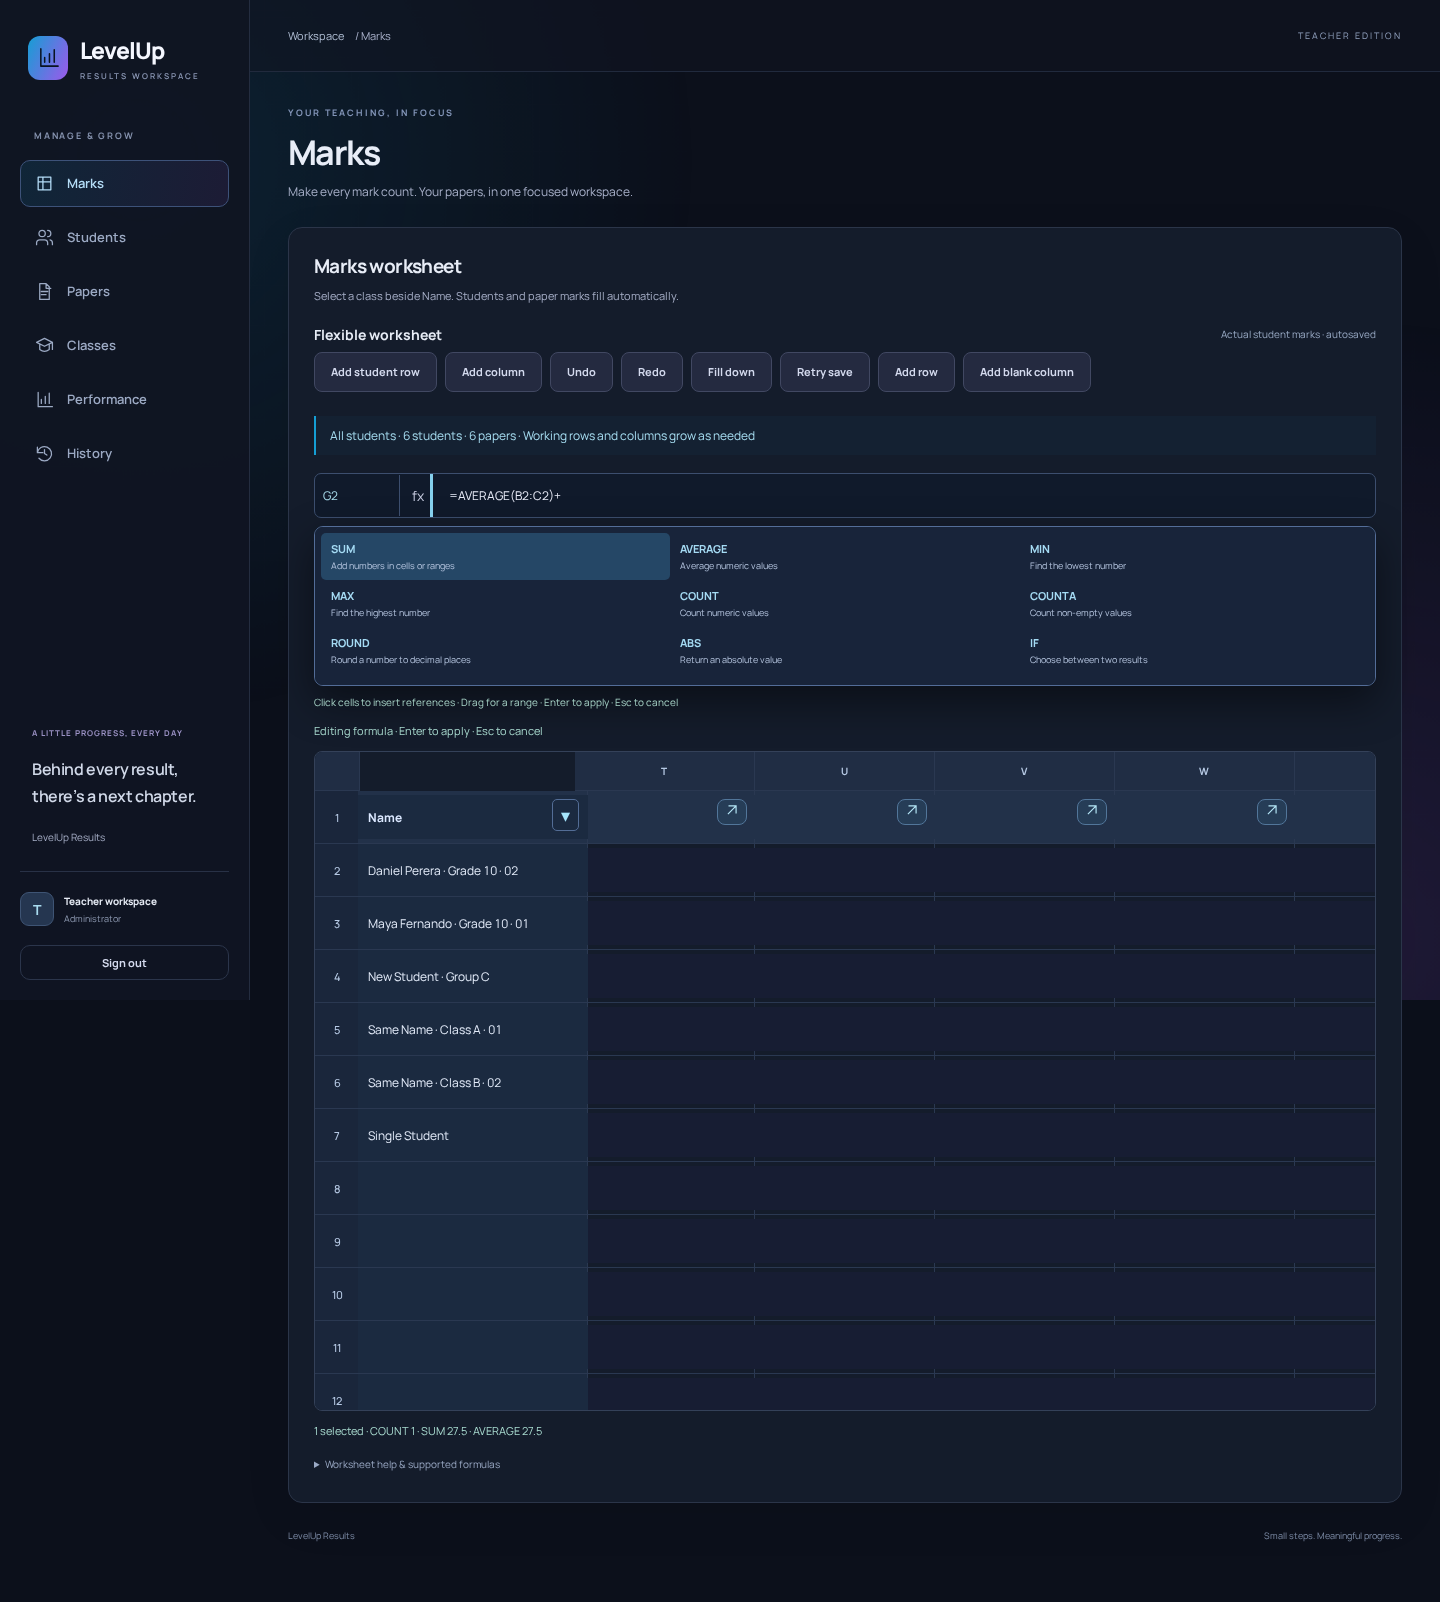 LevelUp
RESULTS WORKSPACE
MANAGE & GROW
Marks
Students
Papers
Classes
Performance
History
A LITTLE PROGRESS, EVERY DAY
Behind every result,
there's a next chapter.
LevelUp Results
T
Teacher workspace
Administrator
Sign out
Workspace / Marks
TEACHER EDITION
YOUR TEACHING, IN FOCUS
Marks
Make every mark count. Your papers, in one focused workspace.
Marks worksheet
Select a class beside Name. Students and paper marks fill automatically.
Flexible worksheet
Actual student marks · autosaved
Add student row Add column Undo Redo Fill down Retry save Add row Add blank column
All students · 6 students · 6 papers · Working rows and columns grow as needed
G2 fx =AVERAGE(B2:C2)+
SUM AVERAGE MIN
Add numbers in cells or ranges Average numeric values Find the lowest number
MAX COUNT COUNTA
Find the highest number Count numeric values Count non-empty values
ROUND ABS IF
Round a number to decimal places Return an absolute value Choose between two results
Click cells to insert references · Drag for a range · Enter to apply · Esc to cancel
Editing formula · Enter to apply · Esc to cancel
T U V W
1 Name
2 Daniel Perera · Grade 10 · 02
3 Maya Fernando · Grade 10 · 01
4 New Student · Group C
5 Same Name · Class A · 01
6 Same Name · Class B · 02
7 Single Student
8
9
10
11
12
1 selected · COUNT 1 · SUM 27.5 · AVERAGE 27.5
Worksheet help & supported formulas
LevelUp Results
Small steps. Meaningful progress.